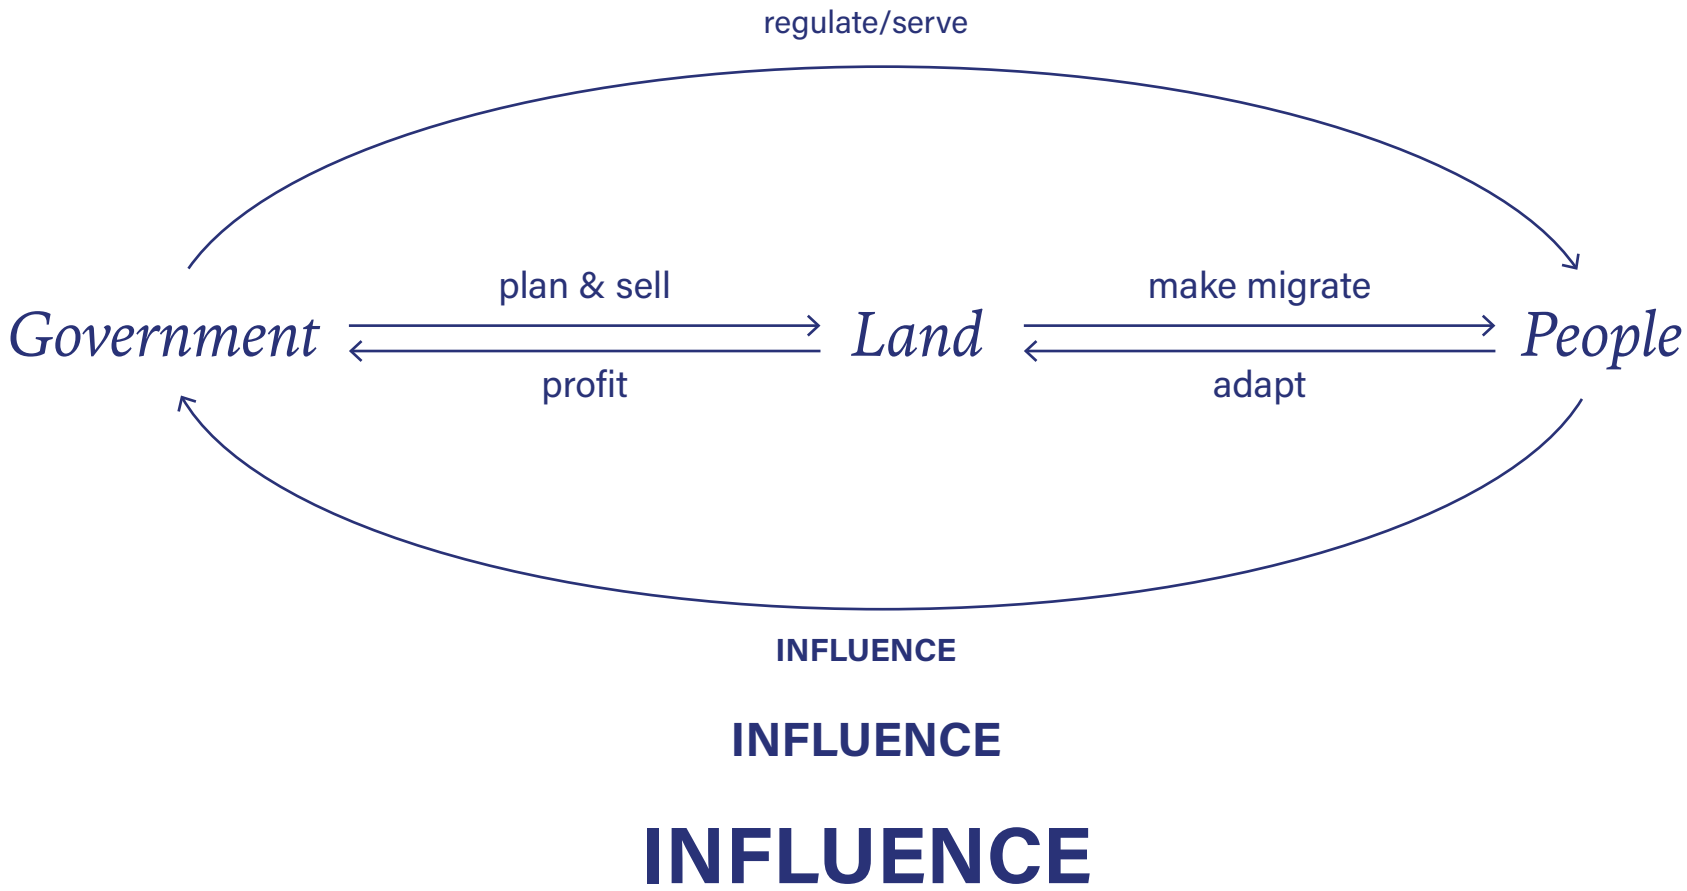 regulate/serve
plan & sell
make migrate
Government
Land
People
profit
adapt
INFLUENCE
INFLUENCE
INFLUENCE